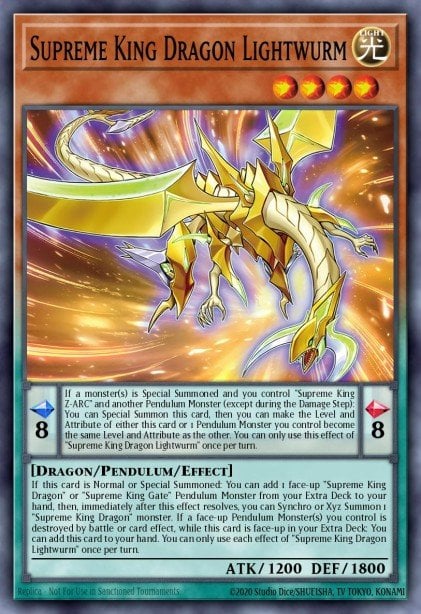 SUPREME KING DRAGON LIGHTWURM
LIGHT
光
If a monster(s) is Special Summoned and you control "Supreme King
Z-ARC" and another Pendulum Monster (except during the Damage Step):
You can Special Summon this card, then you can make the Level and
Attribute of either this card or 1 Pendulum Monster you control become
the same Level and Attribute as the other. You can only use this effect of
"Supreme King Dragon Lightwurm" once per turn.
8
8
[DRAGON/PENDULUM/EFFECT]
If this card is Normal or Special Summoned: You can add 1 face-up "Supreme King
Dragon" or "Supreme King Gate" Pendulum Monster from your Extra Deck to your
hand, then, immediately after this effect resolves, you can Synchro or Xyz Summon 1
"Supreme King Dragon" monster. If a face-up Pendulum Monster(s) you control is
destroyed by battle or card effect, while this card is face-up in your Extra Deck: You
can add this card to your hand. You can only use each effect of "Supreme King Dragon
Lightwurm" once per turn.
ATK/ 1200 DEF/ 1800
Replica - Not For Use in Sanctioned Tournaments
©2020 Studio Dice/SHUEISHA, TV TOKYO, KONAMI